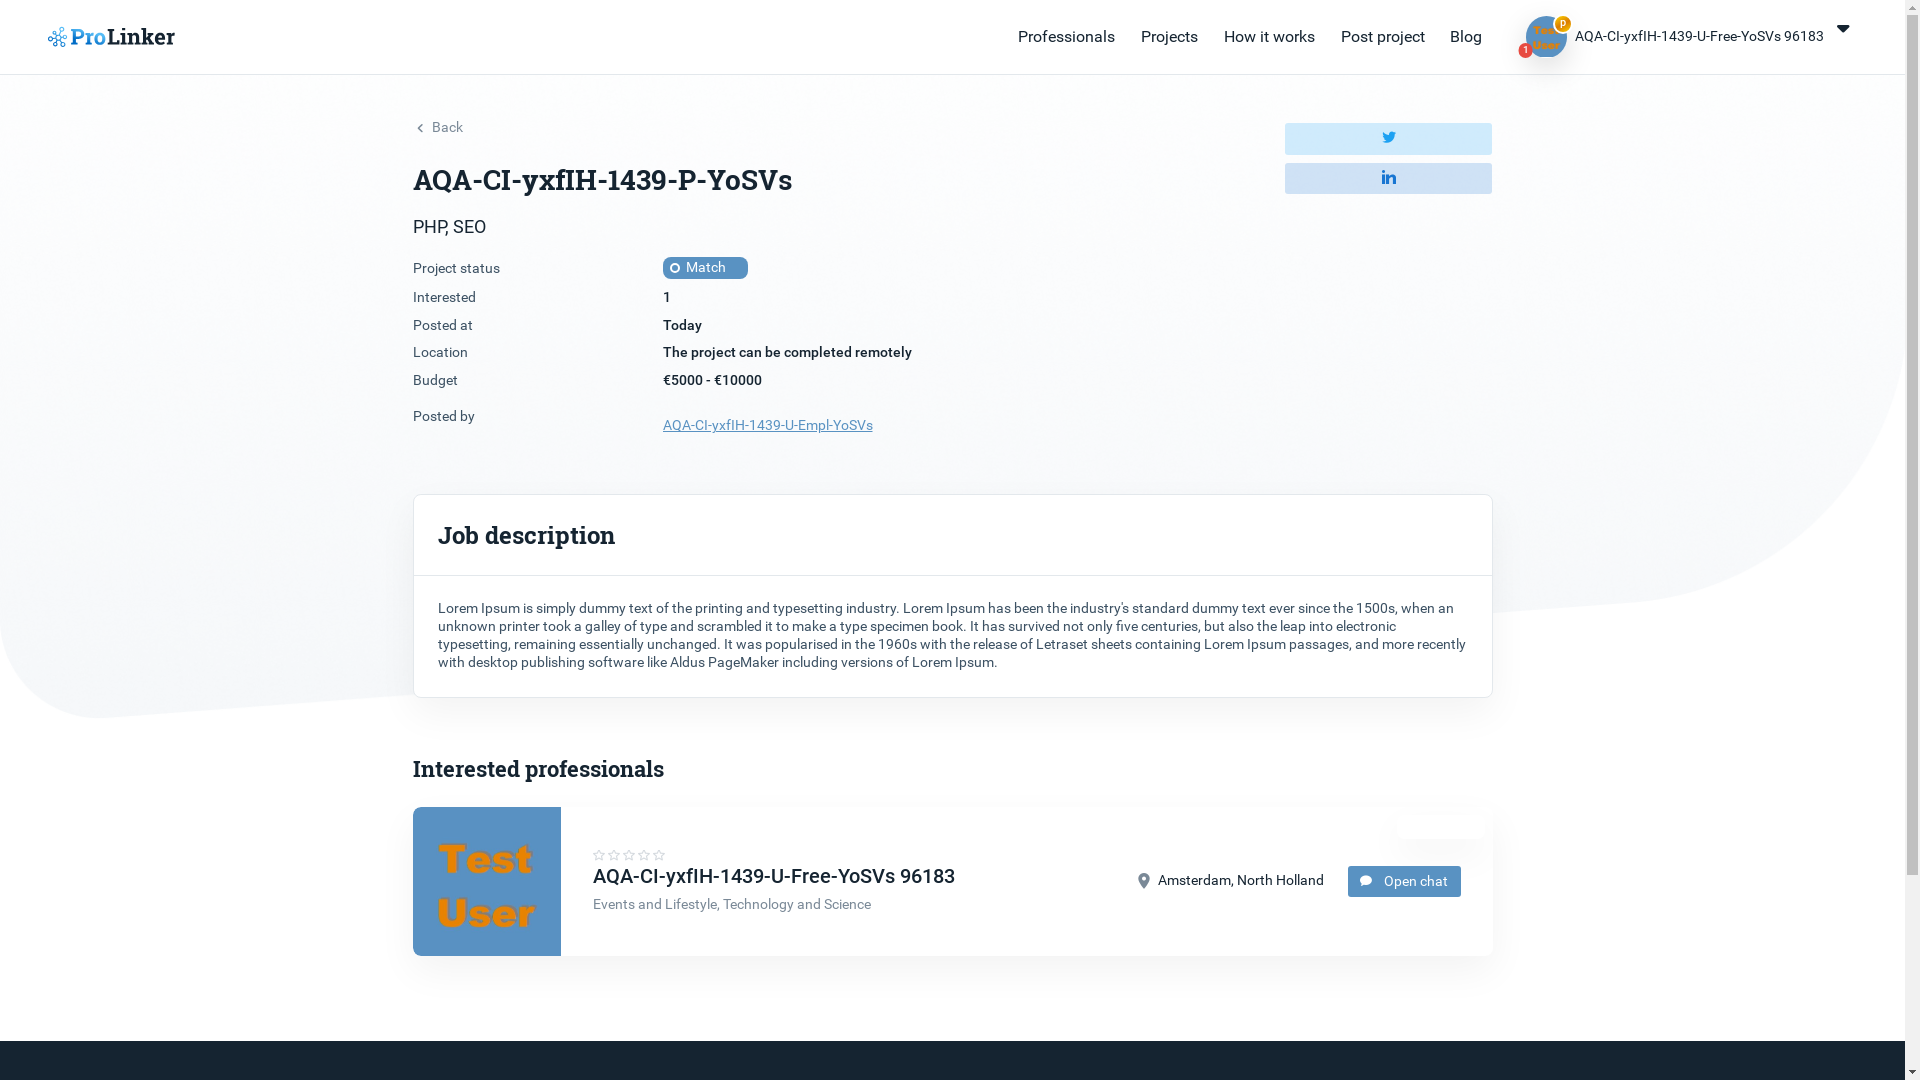 ProLinker
Professionals Projects How it works Post project Blog
p
1
AQA-CI-yxfIH-1439-U-Free-YoSVs 96183
Back
AQA-CI-yxfIH-1439-P-YoSVs
PHP, SEO
Project status Match
Interested 1
Posted at Today
Location The project can be completed remotely
Budget €5000 - €10000
Posted by AQA-CI-yxfIH-1439-U-Empl-YoSVs
Job description
Lorem Ipsum is simply dummy text of the printing and typesetting industry. Lorem Ipsum has been the industry's standard dummy text ever since the 1500s, when an
unknown printer took a galley of type and scrambled it to make a type specimen book. It has survived not only five centuries, but also the leap into electronic
typesetting, remaining essentially unchanged. It was popularised in the 1960s with the release of Letraset sheets containing Lorem Ipsum passages, and more recently
with desktop publishing software like Aldus PageMaker including versions of Lorem Ipsum.
Interested professionals
Test
User
AQA-CI-yxfIH-1439-U-Free-YoSVs 96183
Events and Lifestyle, Technology and Science
Amsterdam, North Holland
Open chat